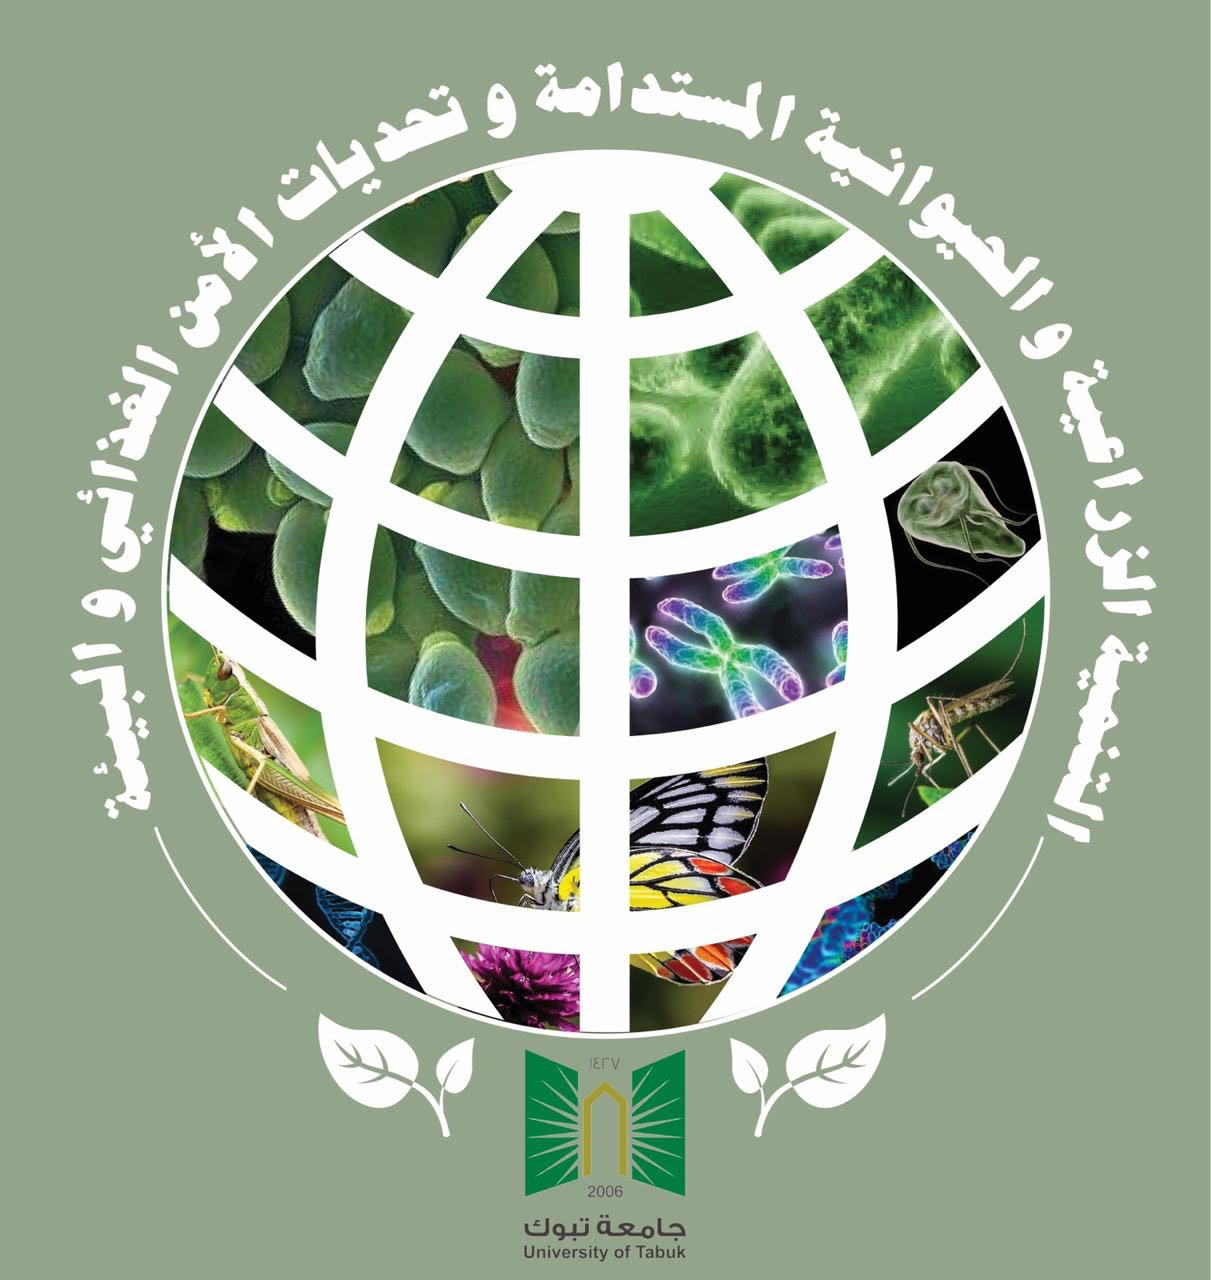 التنمية الزراعية و الحيوانية المستدامة و تحديات الأمن الغذائي و البيئة
١٤٢٧
2006
جامعة تبوك
University of Tabuk